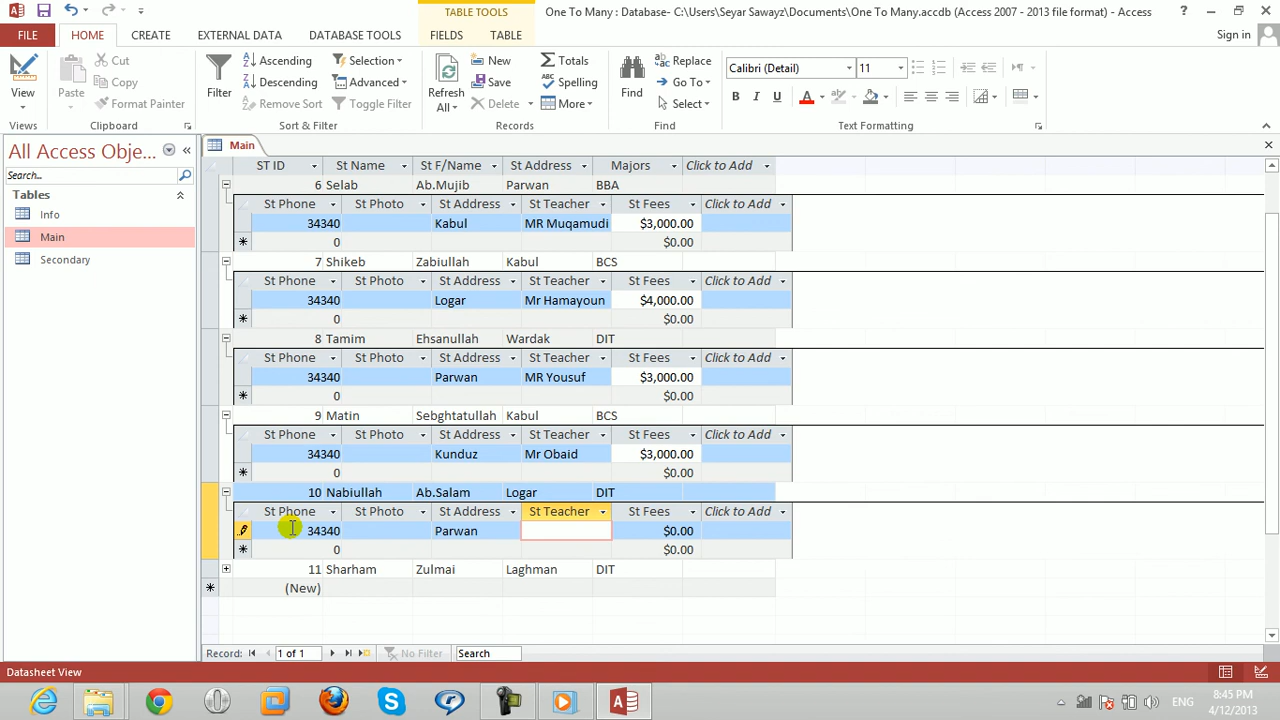 TABLE TOOLS
One To Many : Database- C:\Users\Seyar Sawayz\Documents\One To Many.accdb (Access 2007 - 2013 file format) - Access
FILE HOME CREATE EXTERNAL DATA DATABASE TOOLS FIELDS TABLE Sign in
View
Views
Paste
Cut
Copy
Format Painter
Clipboard
Filter
Ascending
Descending
Remove Sort
Selection
Advanced
Toggle Filter
Sort & Filter
Refresh All
New
Save
Delete
Totals
Spelling
More
Records
Find
Replace
Go To
Select
Find
Calibri (Detail) 11
B I U
Text Formatting
All Access Obje...
Search...
Tables
Info
Main
Secondary
Main
ST ID St Name St F/Name St Address Majors Click to Add
6 Selab Ab.Mujib Parwan BBA
St Phone St Photo St Address St Teacher St Fees Click to Add
34340 Kabul MR Muqamudi $3,000.00
0 $0.00
7 Shikeb Zabiullah Kabul BCS
St Phone St Photo St Address St Teacher St Fees Click to Add
34340 Logar Mr Hamayoun $4,000.00
0 $0.00
8 Tamim Ehsanullah Wardak DIT
St Phone St Photo St Address St Teacher St Fees Click to Add
34340 Parwan MR Yousuf $3,000.00
0 $0.00
9 Matin Sebghtatullah Kabul BCS
St Phone St Photo St Address St Teacher St Fees Click to Add
34340 Kunduz Mr Obaid $3,000.00
0 $0.00
10 Nabiullah Ab.Salam Logar DIT
St Phone St Photo St Address St Teacher St Fees Click to Add
34340 Parwan $0.00
0 $0.00
11 Sharham Zulmai Laghman DIT
(New)
Record: 1 of 1 No Filter Search
Datasheet View
ENG
8:45 PM
4/12/2013